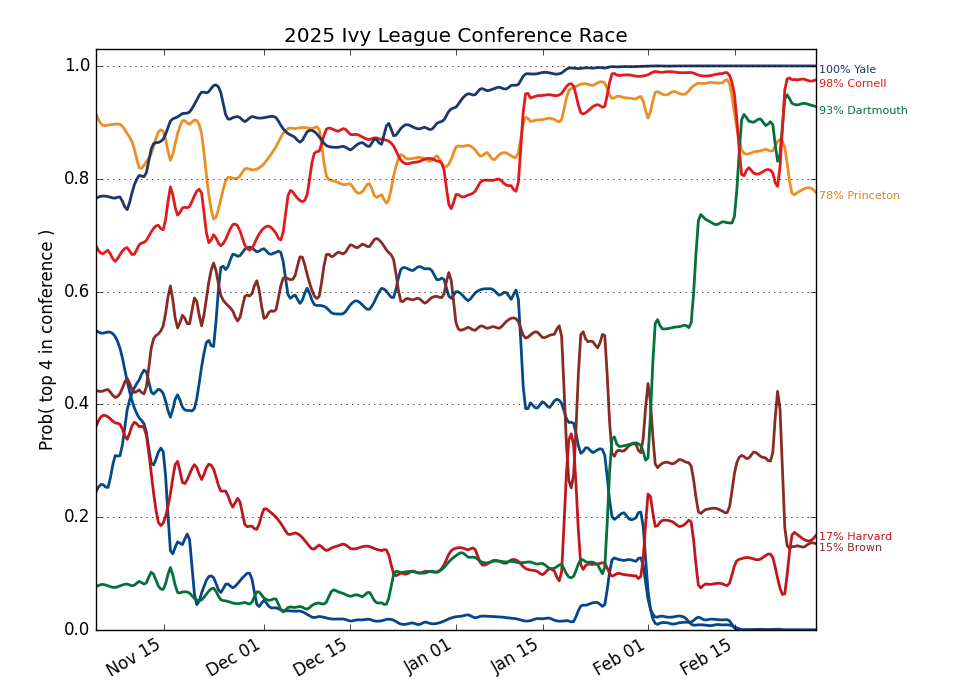 2025 Ivy League Conference Race
Prob( top 4 in conference )
1.0
0.8
0.6
0.4
0.2
0.0
Nov 15
Dec 01
Dec 15
Jan 01
Jan 15
Feb 01
Feb 15
100% Yale
98% Cornell
93% Dartmouth
78% Princeton
17% Harvard
15% Brown